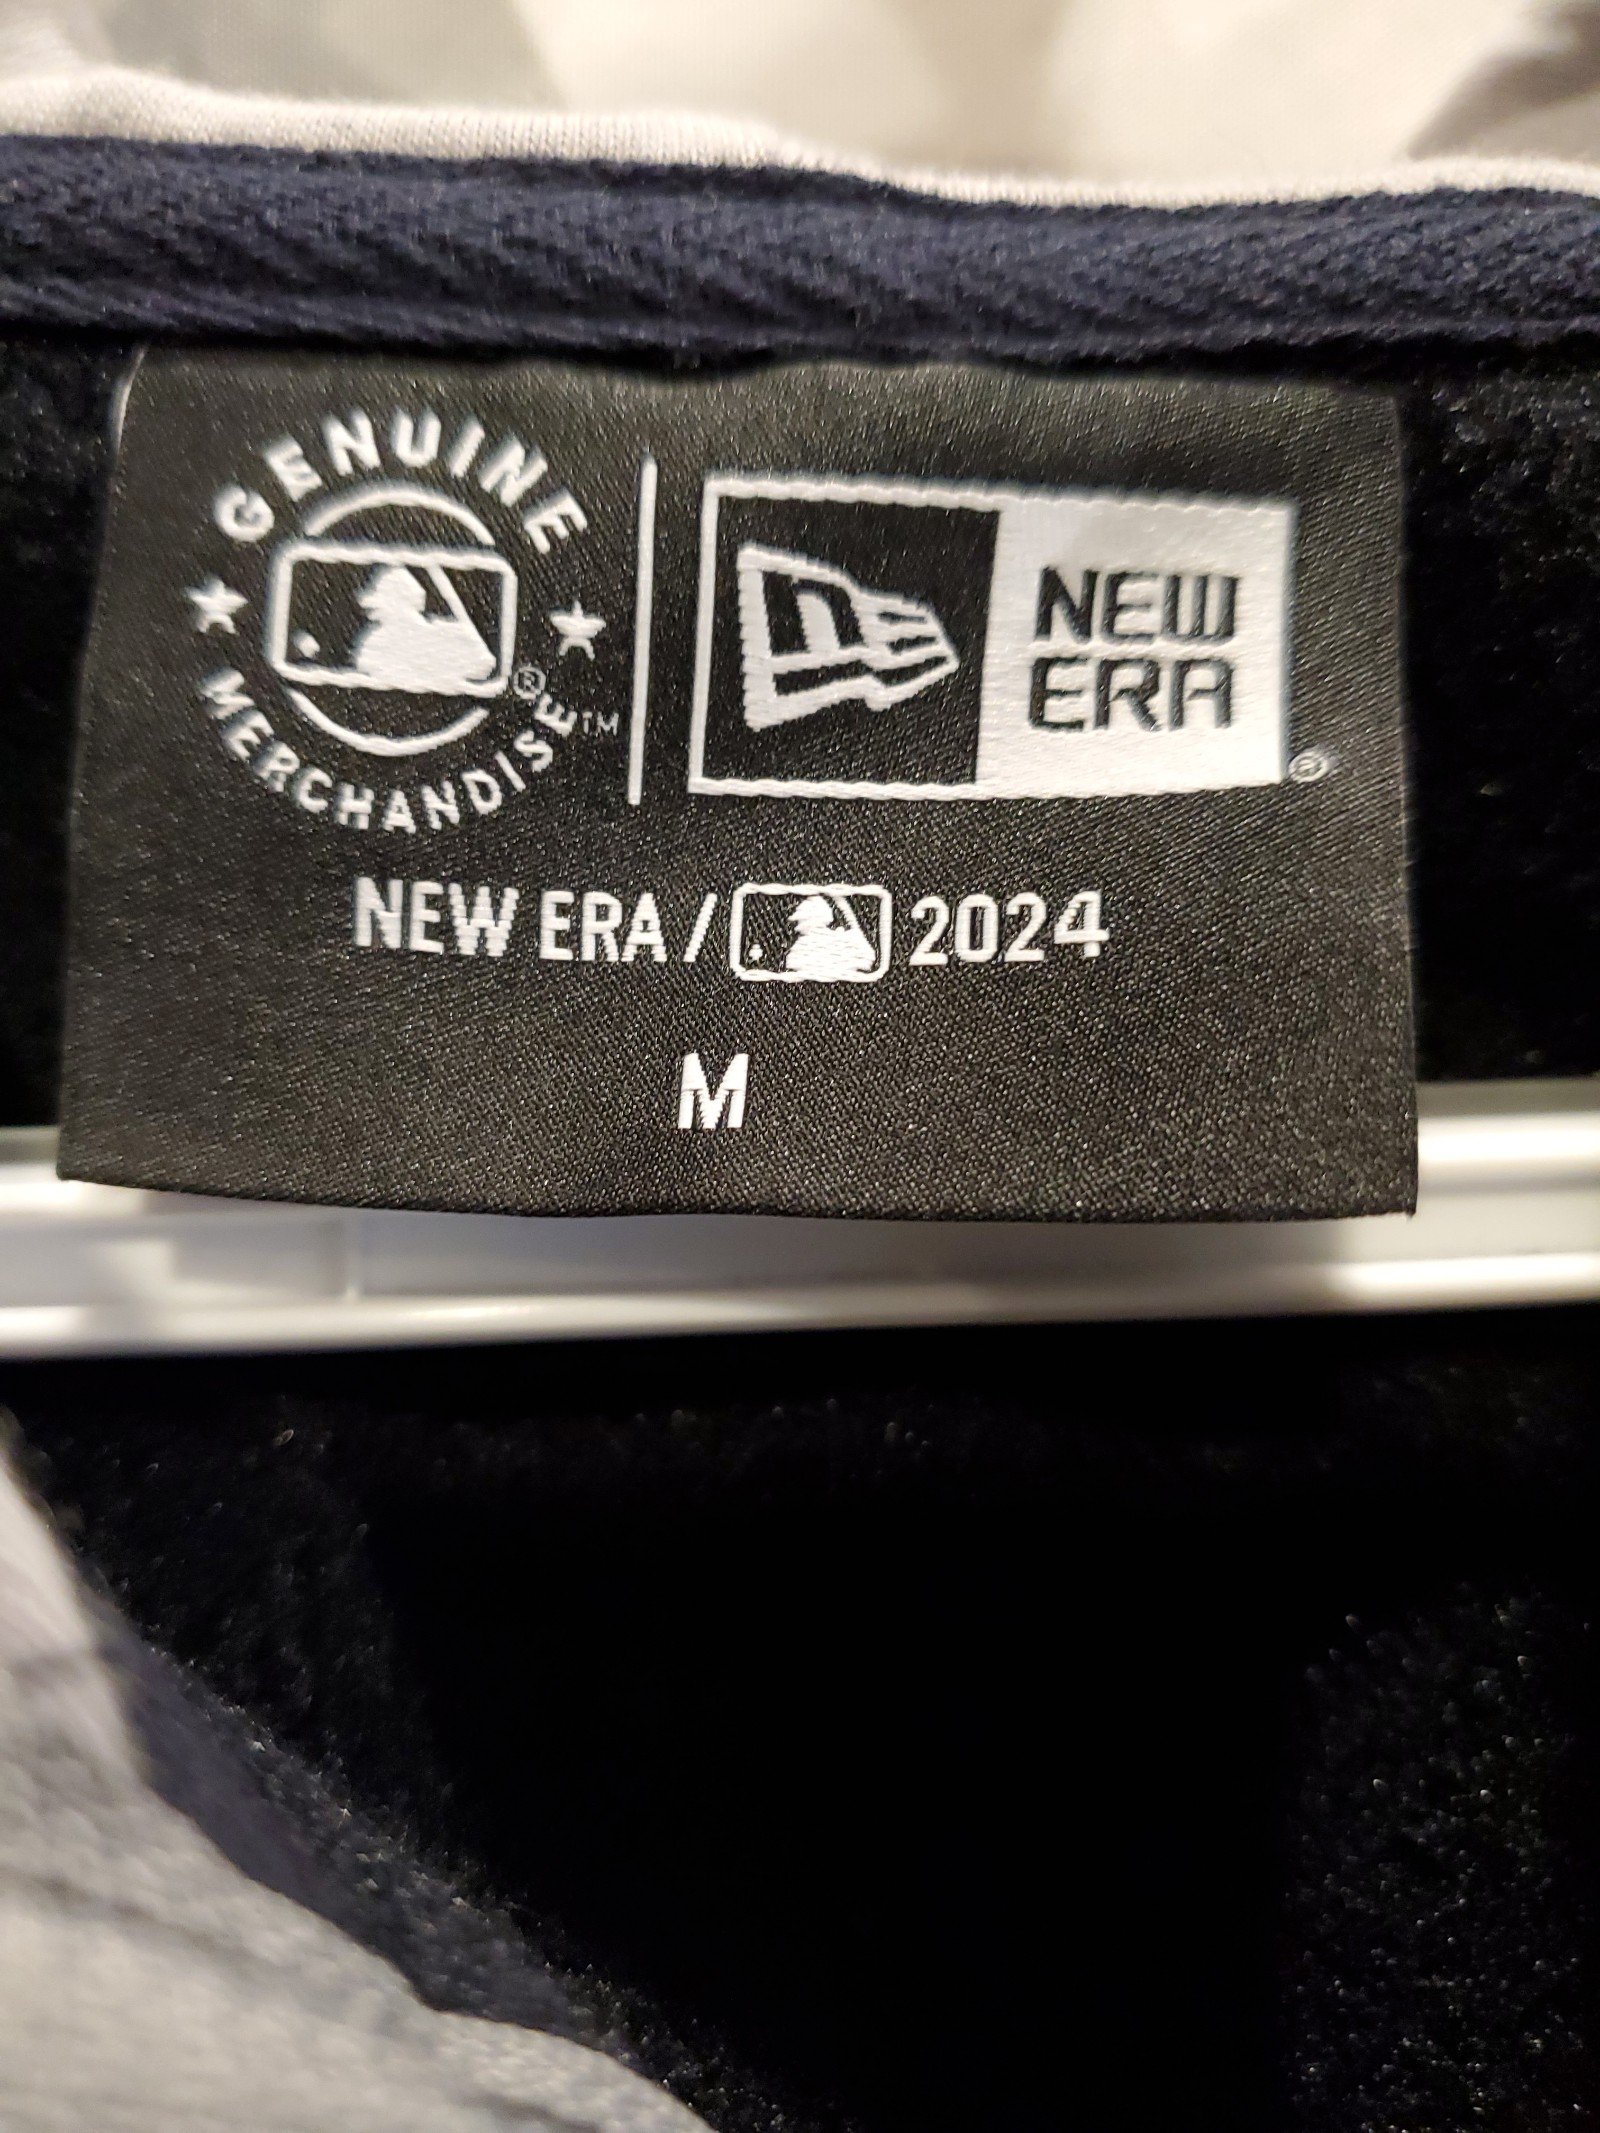 GENUINE
MERCHANDISE™
®
NEW
ERA®
NEW ERA / 2024
M